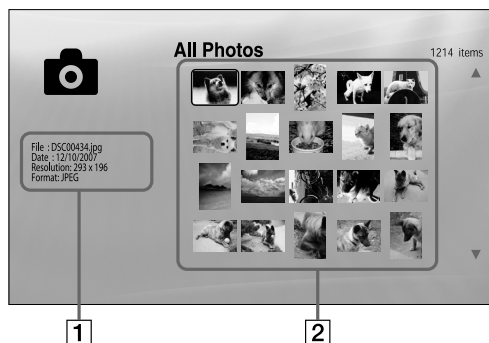 All Photos
1214 items
File : DSC00434.jpg
Date : 12/10/2007
Resolution: 293 x 196
Format: JPEG
1
2